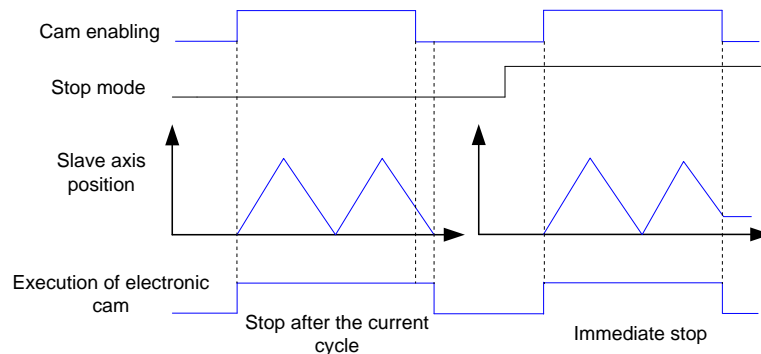 Cam enabling
Stop mode
Slave axis
position
Execution of electronic
cam
Stop after the current
cycle
Immediate stop